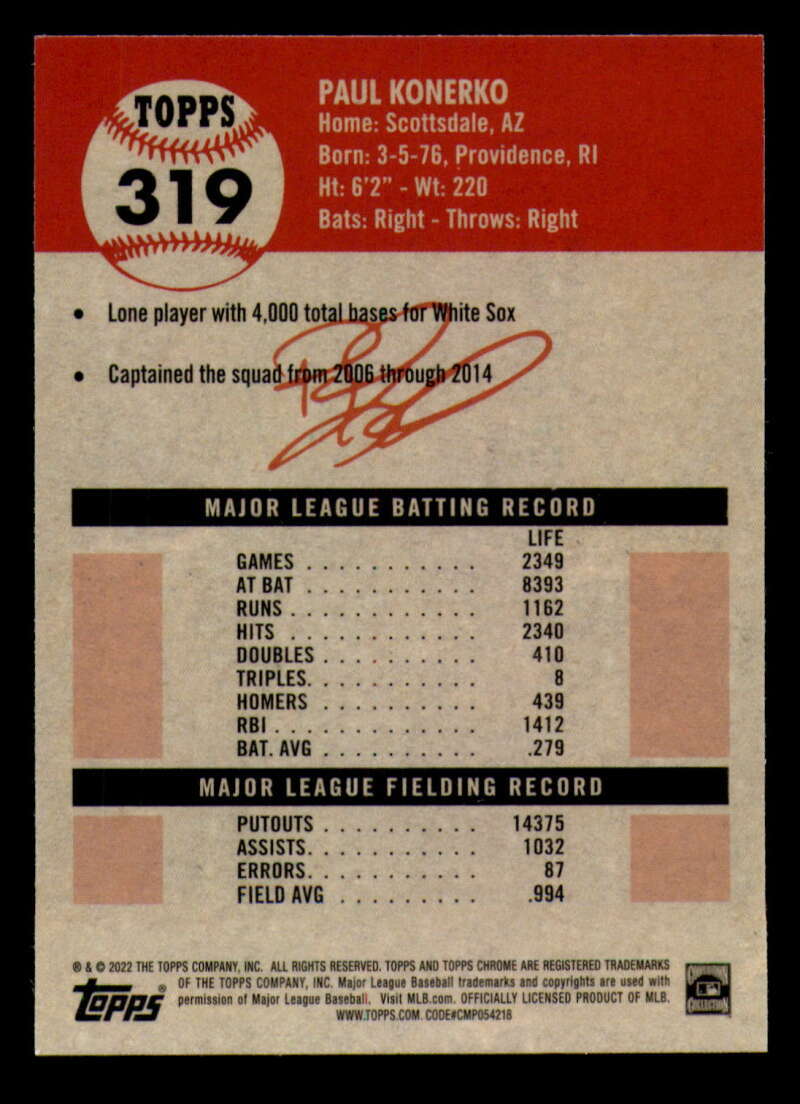 TOPPS
319
PAUL KONERKO
Home: Scottsdale, AZ
Born: 3-5-76, Providence, RI
Ht: 6'2" - Wt: 220
Bats: Right - Throws: Right
• Lone player with 4,000 total bases for White Sox
• Captained the squad from 2006 through 2014
MAJOR LEAGUE BATTING RECORD
LIFE
GAMES . . . . . . . . . . . 2349
AT BAT . . . . . . . . . . . 8393
RUNS . . . . . . . . . . . . 1162
HITS . . . . . . . . . . . . 2340
DOUBLES . . . . . . . . . . 410
TRIPLES. . . . . . . . . . . 8
HOMERS . . . . . . . . . . 439
RBI . . . . . . . . . . . . . 1412
BAT. AVG . . . . . . . . . . .279
MAJOR LEAGUE FIELDING RECORD
PUTOUTS . . . . . . . . . . 14375
ASSISTS. . . . . . . . . . . 1032
ERRORS. . . . . . . . . . . 87
FIELD AVG . . . . . . . . . .994
® & © 2022 THE TOPPS COMPANY, INC. ALL RIGHTS RESERVED. TOPPS AND TOPPS CHROME ARE REGISTERED TRADEMARKS
OF THE TOPPS COMPANY, INC. Major League Baseball trademarks and copyrights are used with
permission of Major League Baseball. Visit MLB.com. OFFICIALLY LICENSED PRODUCT OF MLB.
WWW.TOPPS.COM. CODE#CMP054218
TOPPS®
COOPERSTOWN
COLLECTION